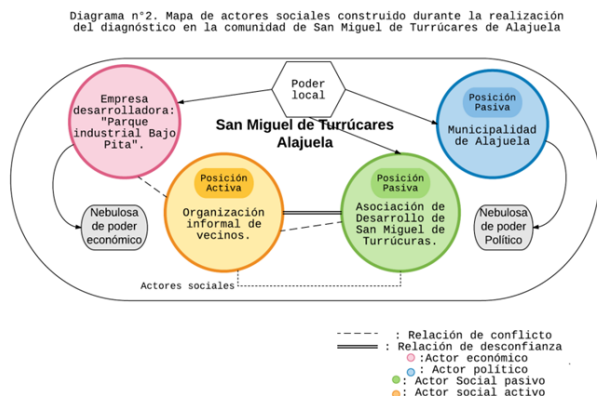 Diagrama n°2. Mapa de actores sociales construido durante la realización
del diagnóstico en la comunidad de San Miguel de Turrúcares de Alajuela
Poder
local
Empresa
desarrolladora:
"Parque
industrial Bajo
Pita".
Posición
Pasiva
Municipalidad
de Alajuela
San Miguel de Turrúcares
Alajuela
Posición
Activa
Organización
informal de
vecinos.
Posición
Pasiva
Asociación de
Desarrollo de
San Miguel de
Turrúcuras.
Nebulosa
de poder
económico
Nebulosa
de poder
Político
Actores sociales
: Relación de conflicto
: Relación de desconfianza
:Actor económico
: Actor político
: Actor Social pasivo
: Actor social activo